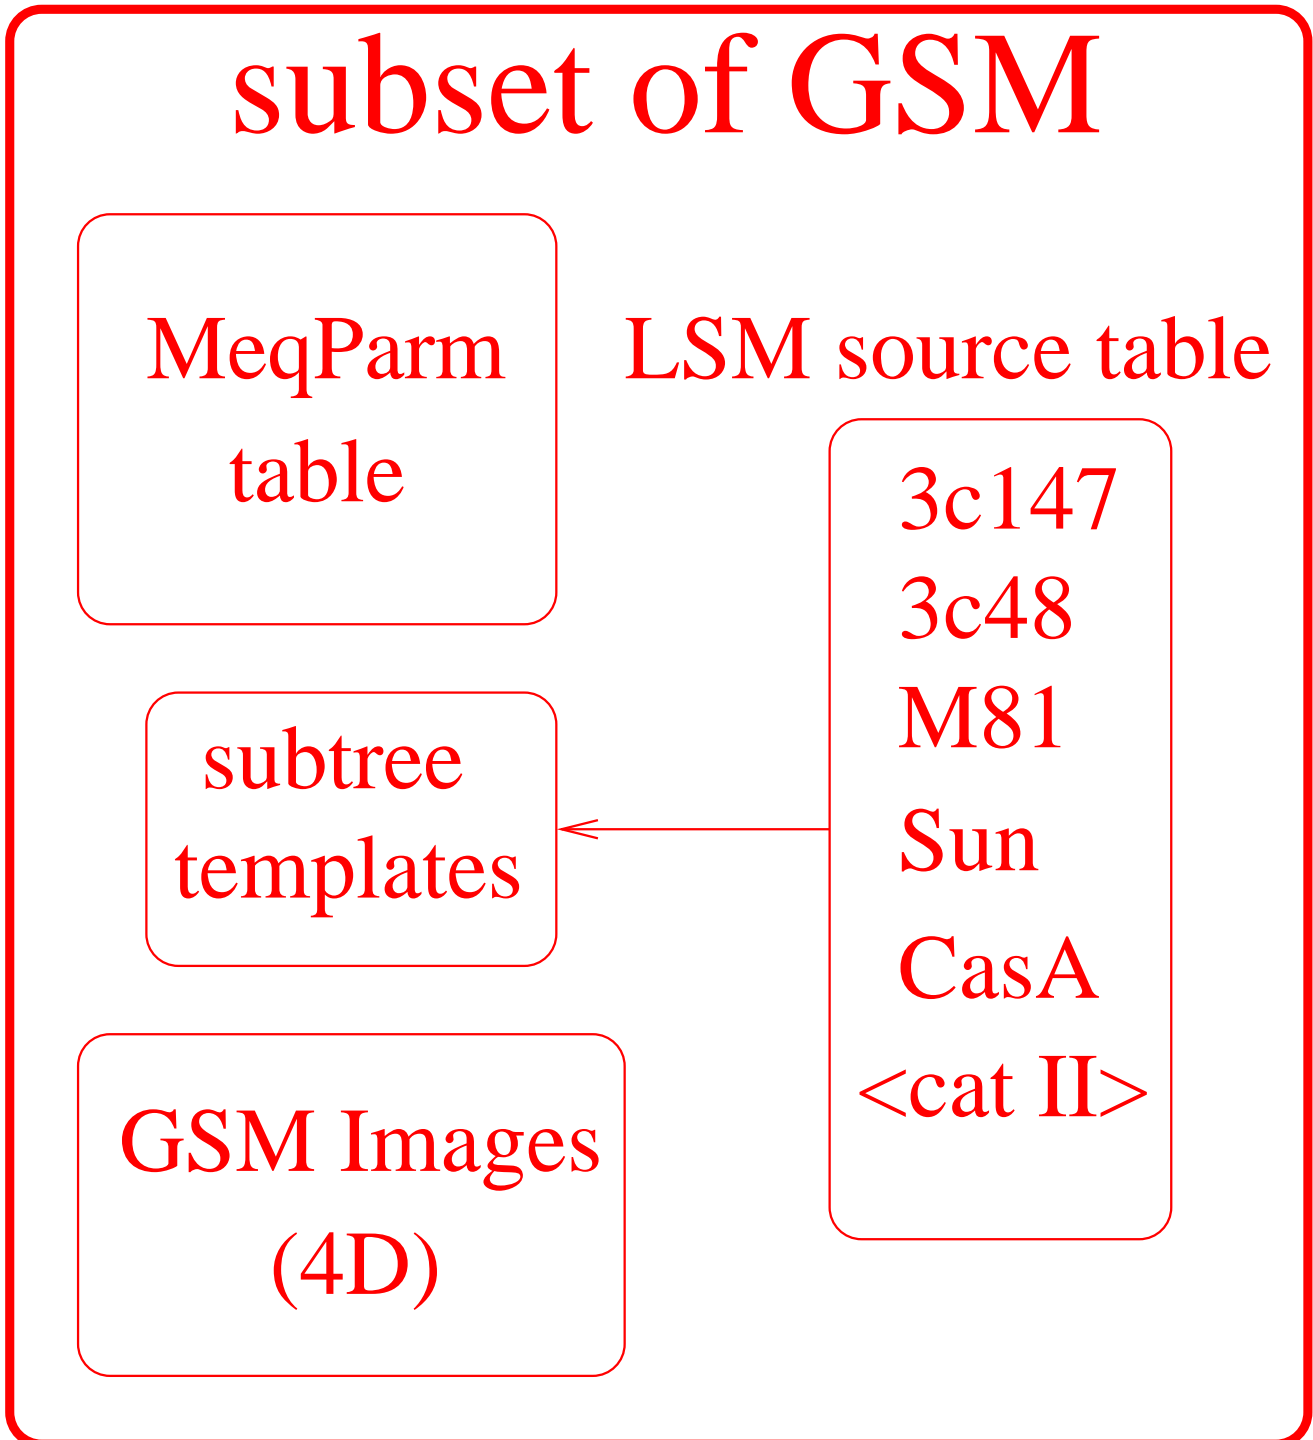 subset of GSM
MeqParm
table
LSM source table
3c147
3c48
M81
Sun
CasA
<cat II>
subtree
templates
GSM Images
(4D)